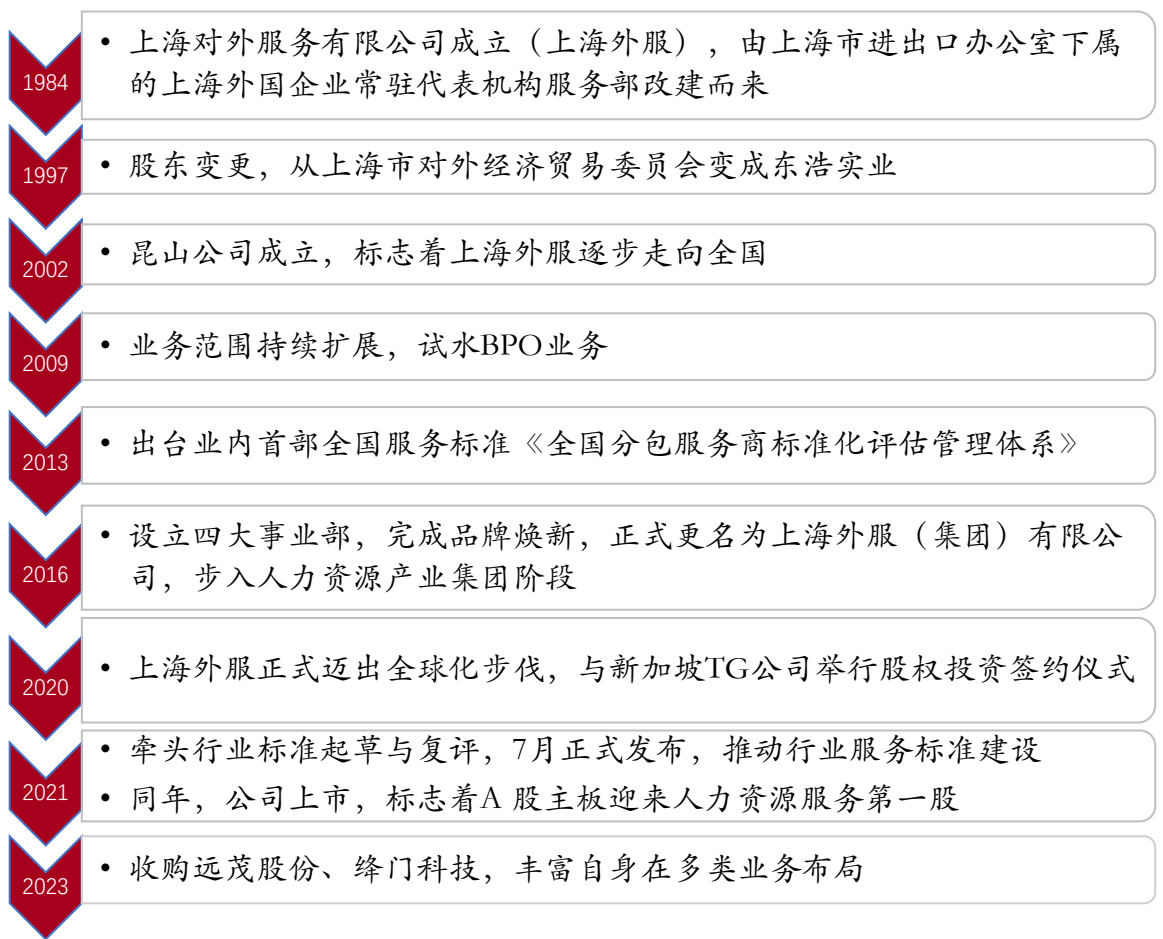 1984
• 上海对外服务有限公司成立（上海外服），由上海市进出口办公室下属
的上海外国企业常驻代表机构服务部改建而来
1997
• 股东变更，从上海市对外经济贸易委员会变成东浩实业
2002
• 昆山公司成立，标志着上海外服逐步走向全国
2009
• 业务范围持续扩展，试水BPO业务
2013
• 出台业内首部全国服务标准《全国分包服务商标准化评估管理体系》
2016
• 设立四大事业部，完成品牌焕新，正式更名为上海外服（集团）有限公
司，步入人力资源产业集团阶段
2020
• 上海外服正式迈出全球化步伐，与新加坡TG公司举行股权投资签约仪式
2021
• 牵头行业标准起草与复评，7月正式发布，推动行业服务标准建设
• 同年，公司上市，标志着A 股主板迎来人力资源服务第一股
2023
• 收购远茂股份、绛门科技，丰富自身在多类业务布局